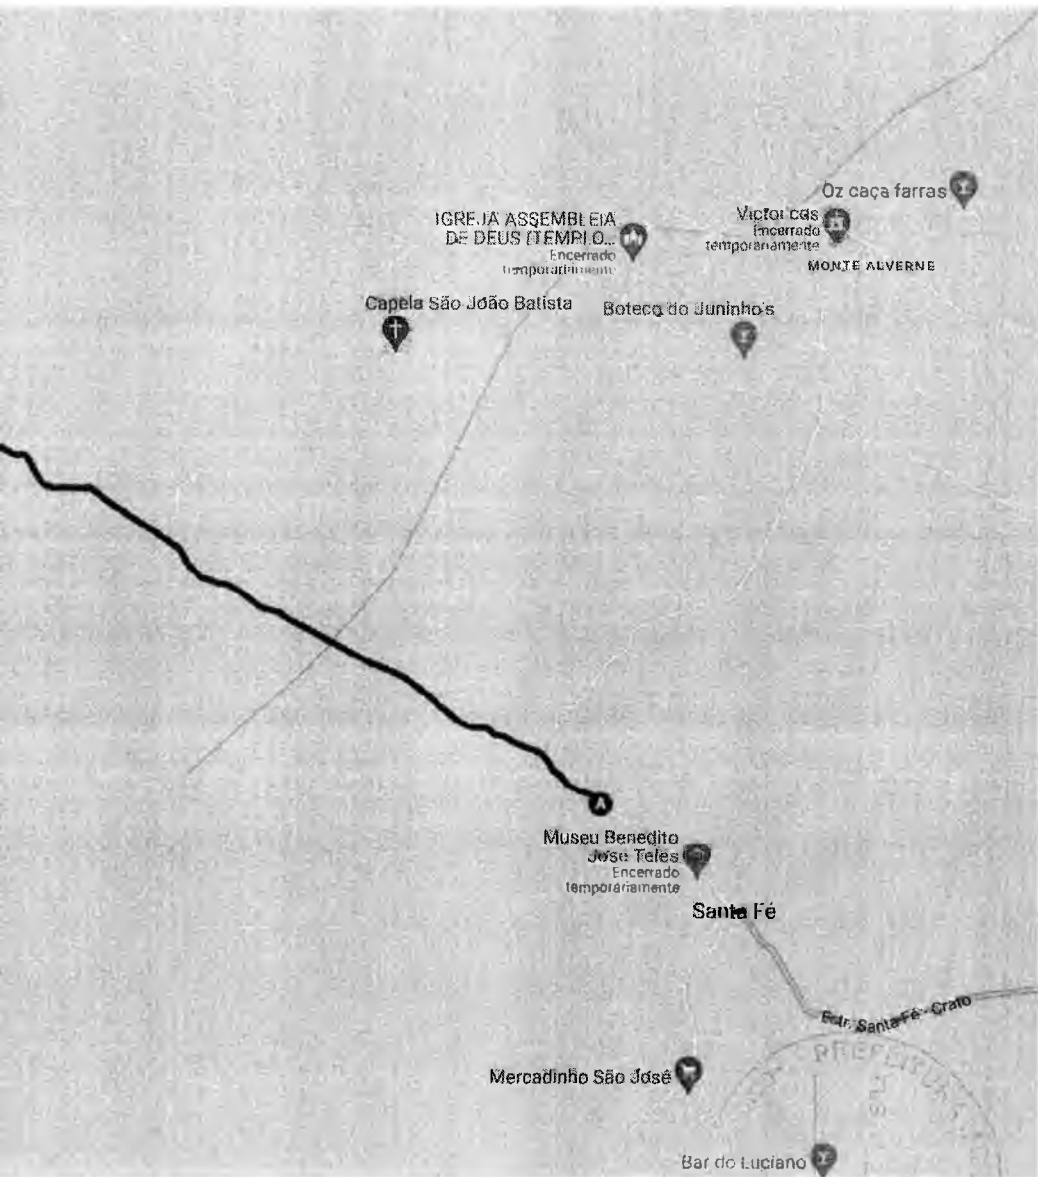 Oz caça farras
IGREJA ASSEMBLEIA
DE DEUS (TEMPLO...
Encerrado
temporariamente
Encerrado
temporariamente
MONTE ALVERNE
Capela São João Batista
Boteco do Juninho's
A
Museu Benedito
José Teles
Encerrado
temporariamente
Santa Fé
Estr. Santa Fé - Crato
PREFEITURA
Mercadinho São José
Bar do Luciano